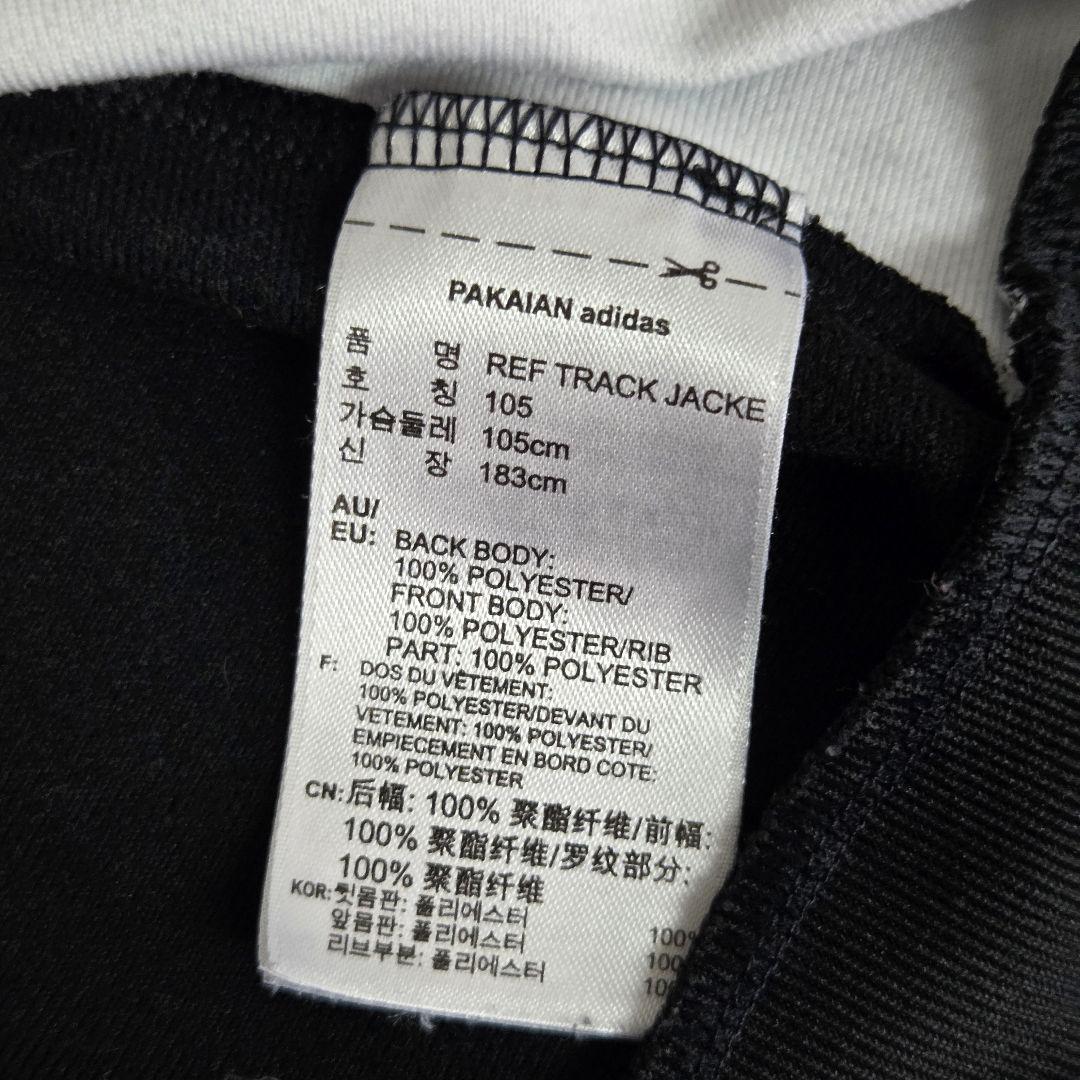 PAKAIAN adidas
품 명 REF TRACK JACKE
호 칭 105
가슴둘레 105cm
신 장 183cm
AU/
EU: BACK BODY:
100% POLYESTER/
FRONT BODY:
100% POLYESTER/RIB
PART: 100% POLYESTER
F: DOS DU VÊTEMENT:
100% POLYESTER/DEVANT DU
VETEMENT: 100% POLYESTER/
EMPIECEMENT EN BORD COTE:
100% POLYESTER
CN:后幅: 100% 聚酯纤维/前幅:
100% 聚酯纤维/罗纹部分:
100% 聚酯纤维
KOR:뒷몸판: 폴리에스터 100%
앞몸판: 폴리에스터 100
리브부분: 폴리에스터 100